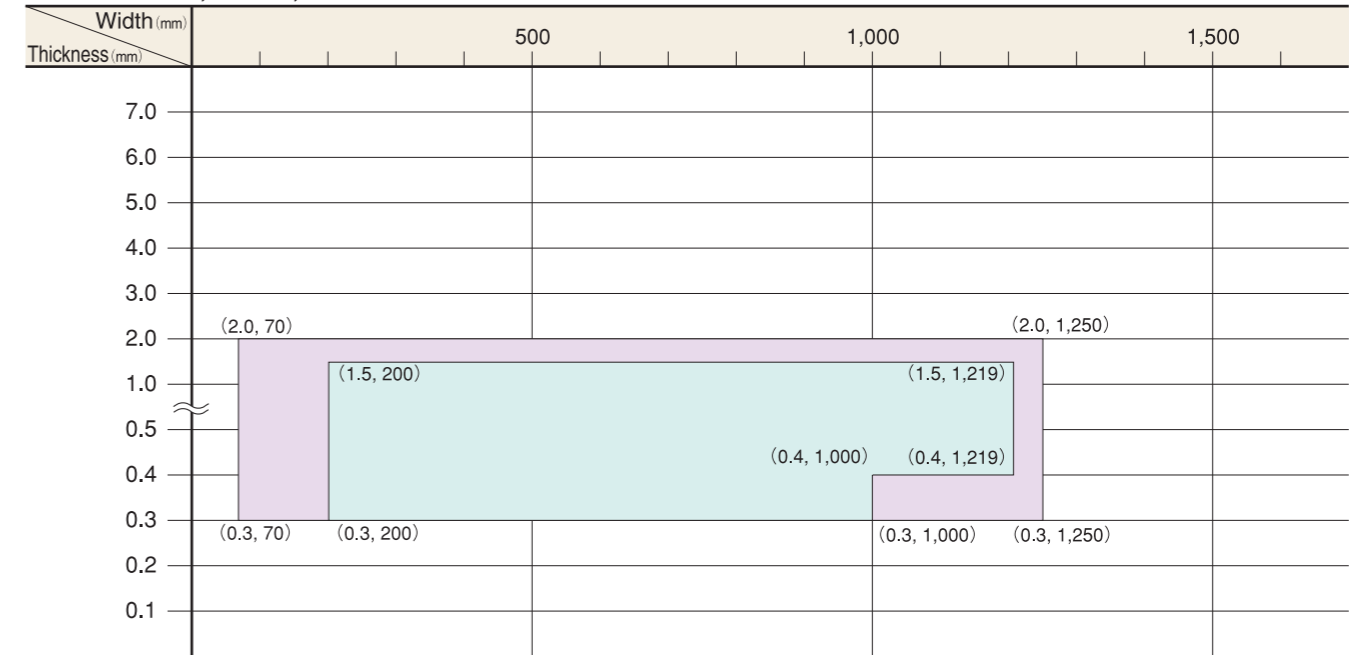 Width(mm)
500 1,000 1,500
Thickness(mm)
7.0
6.0
5.0
4.0
3.0
(2.0, 70) (2.0, 1,250)
2.0
(1.5, 200) (1.5, 1,219)
1.0
0.5
(0.4, 1,000) (0.4, 1,219)
0.4
0.3
(0.3, 70) (0.3, 200) (0.3, 1,000) (0.3, 1,250)
0.2
0.1